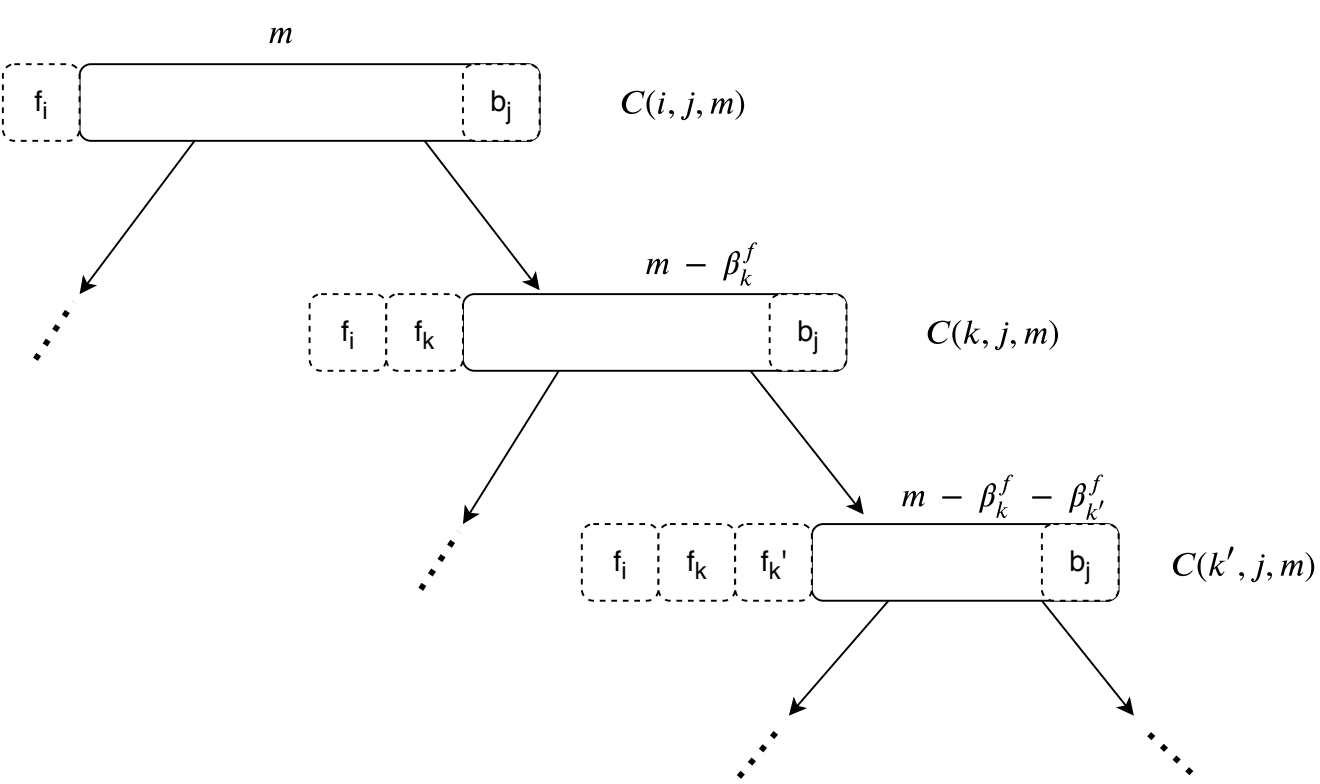 m
f_i b_j C(i, j, m)
m − β_k^f
f_i f_k b_j C(k, j, m)
m − β_k^f − β_{k'}^f
f_i f_k f_k' b_j C(k′, j, m)